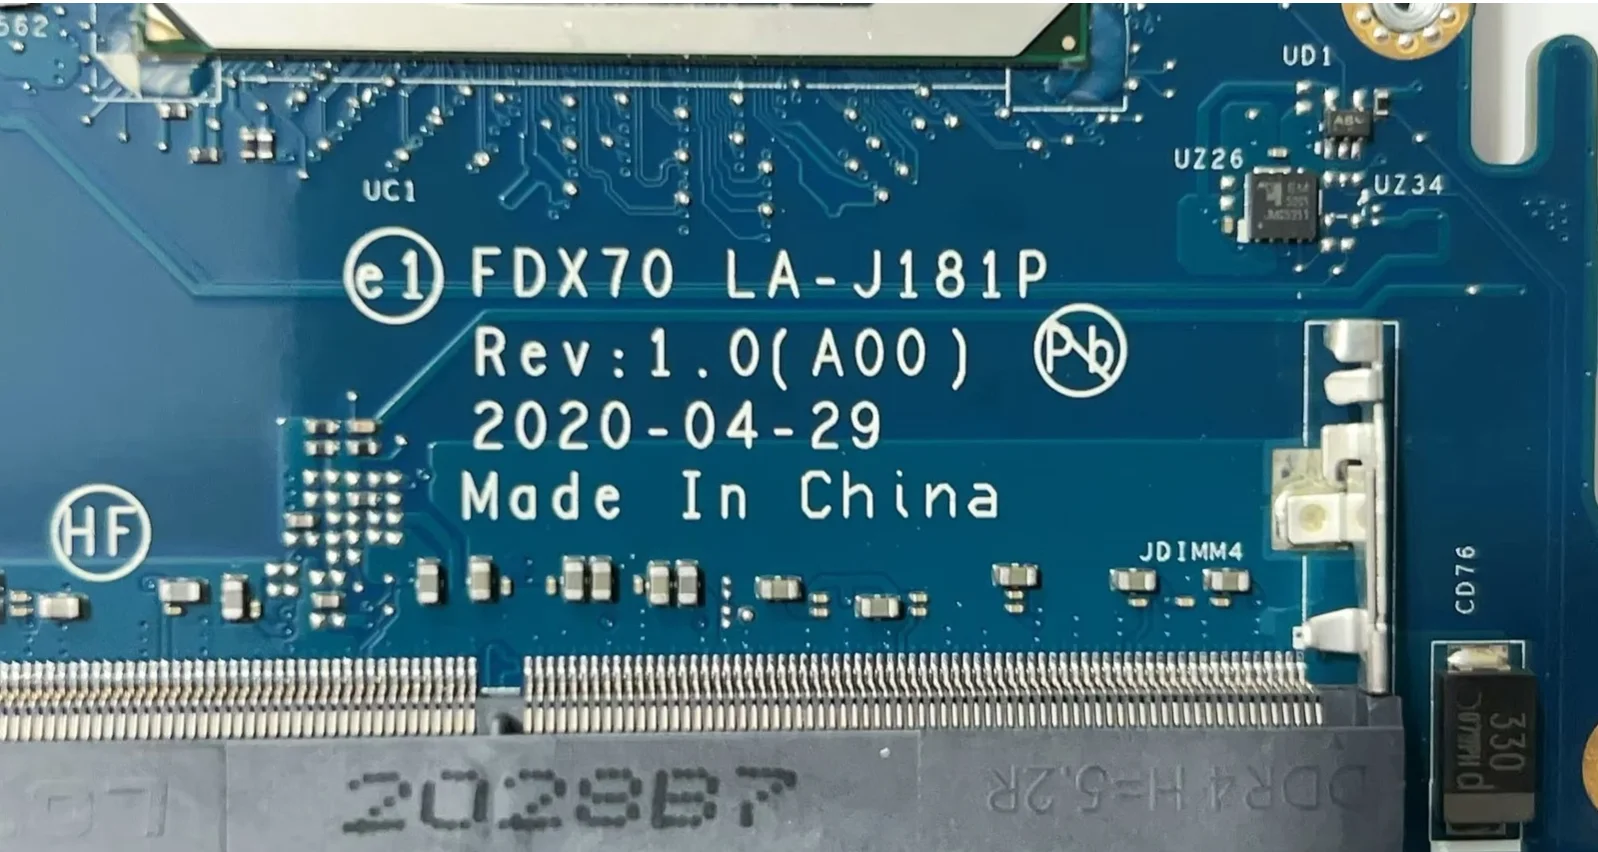 562
UD1
UZ26
UZ34
UC1
e1 FDX70 LA-J181P
Rev:1.0(A00) Pb
2020-04-29
Made In China
HF
JDIMM4
CD76
330
2028B7
DDR4 H=5.2R